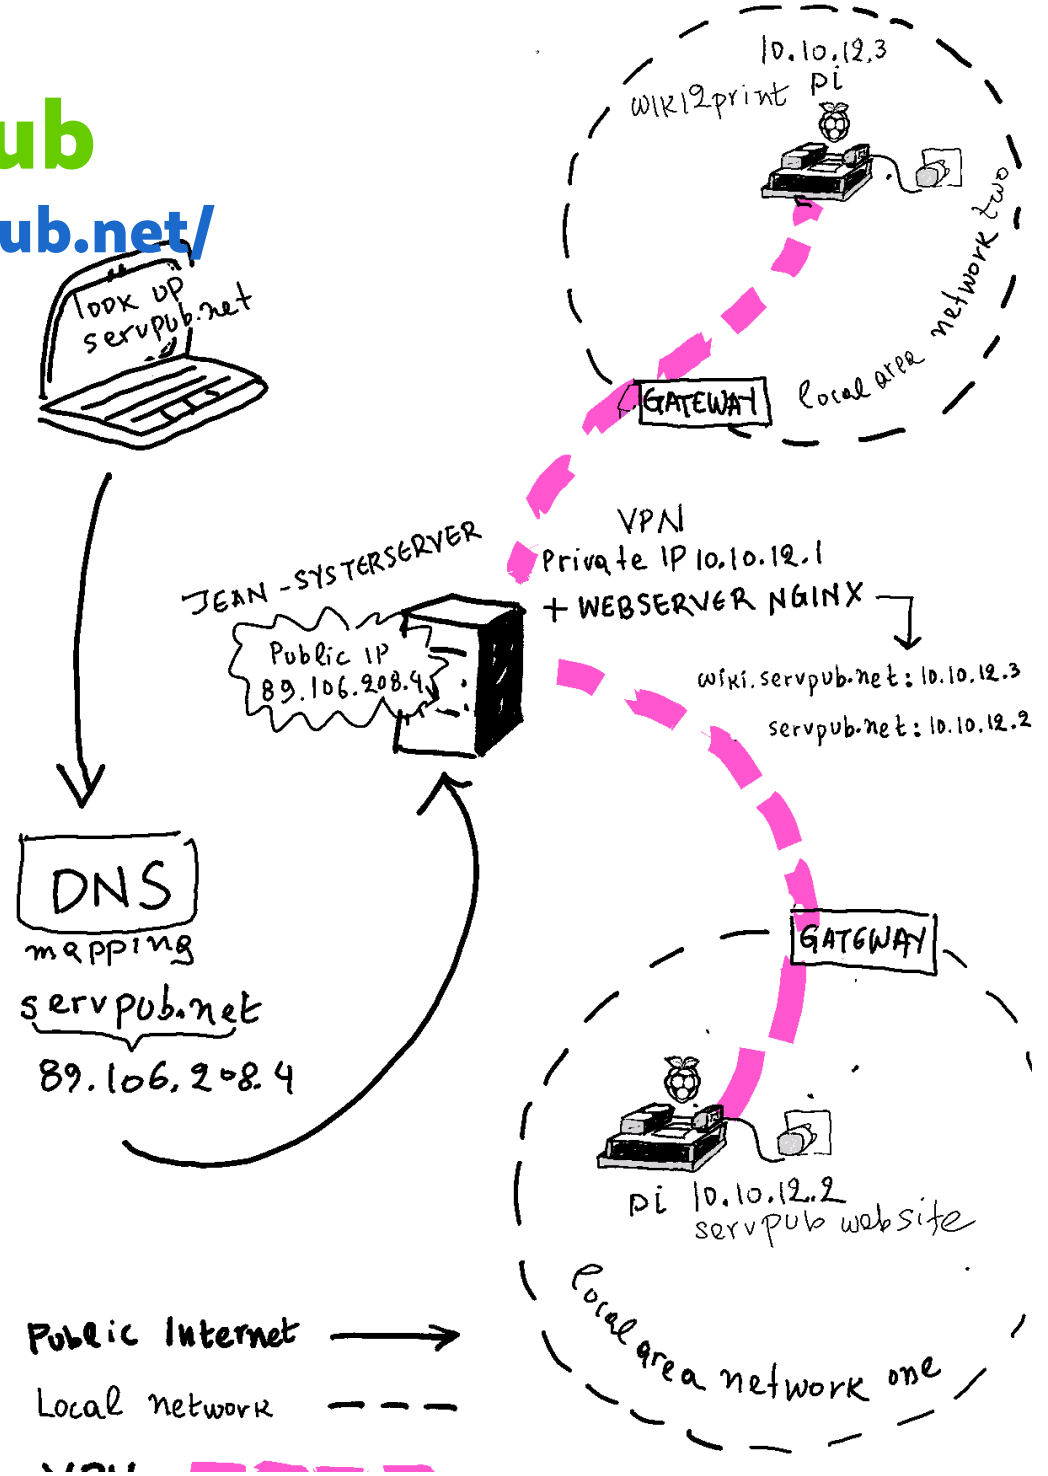 ub
ub.net/
look up
servpub.net
10.10.12.3
pi
wiki2print
local area network two
GATEWAY
VPN
Private IP 10.10.12.1
+ WEBSERVER NGINX
wiki.servpub.net: 10.10.12.3
servpub.net: 10.10.12.2
JEAN-SYSTERSERVER
Public IP
89.106.208.4
DNS
mapping
servpub.net
89.106.208.4
GATEWAY
pi 10.10.12.2
servpub website
local area network one
Public Internet
Local network
VPN